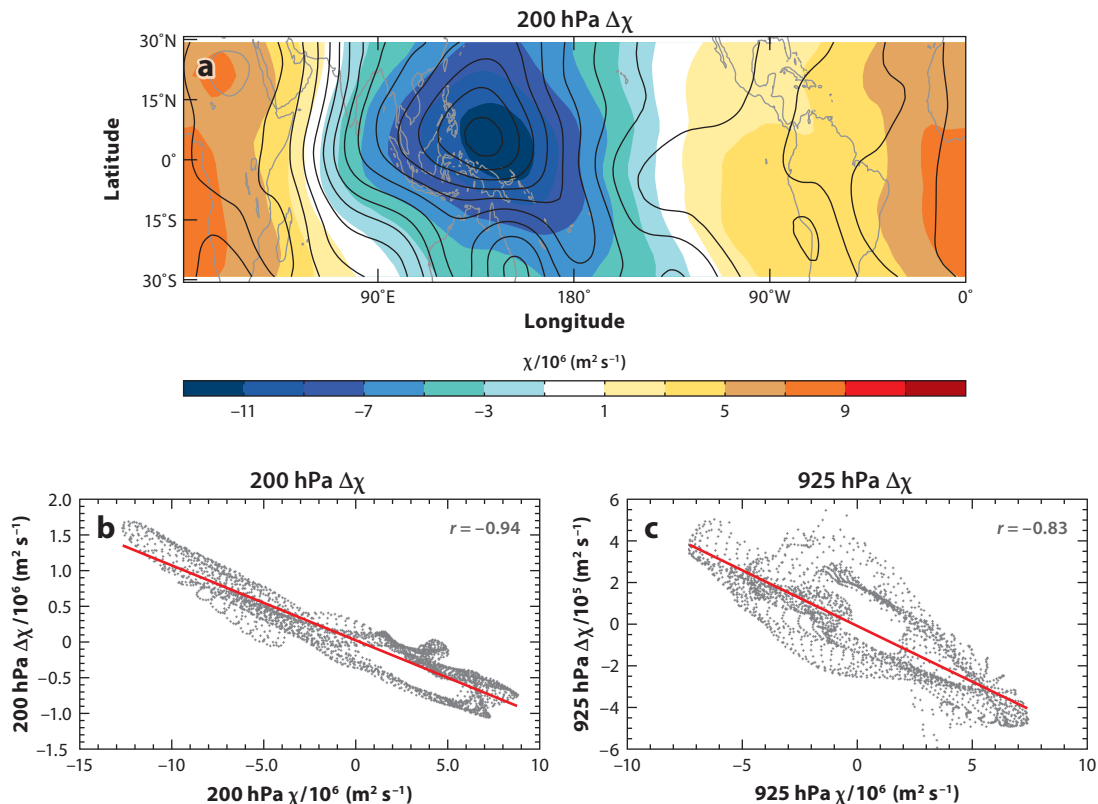 200 hPa Δχ
a
30°N
15°N
0°
15°S
30°S
Latitude
90°E
180°
90°W
0°
Longitude
χ/10⁶ (m² s⁻¹)
−11
−7
−3
1
5
9
200 hPa Δχ
b
r = −0.94
2.0
1.5
1.0
0.5
0
−0.5
−1.0
−1.5
200 hPa Δχ/10⁶ (m² s⁻¹)
−15
−10
−5.0
0
5.0
10
200 hPa χ/10⁶ (m² s⁻¹)
925 hPa Δχ
c
r = −0.83
6
4
2
0
−2
−4
−6
925 hPa Δχ/10⁵ (m² s⁻¹)
−10
−5
0
5
10
925 hPa χ/10⁶ (m² s⁻¹)